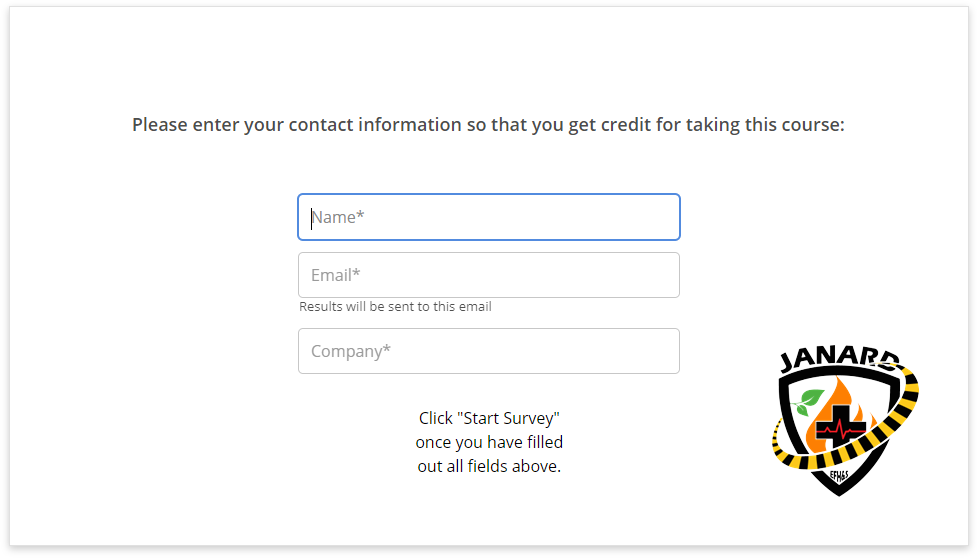 Please enter your contact information so that you get credit for taking this course:
Name*
Email*
Results will be sent to this email
Company*
Click "Start Survey"
once you have filled
out all fields above.
JANARD
EFH&S